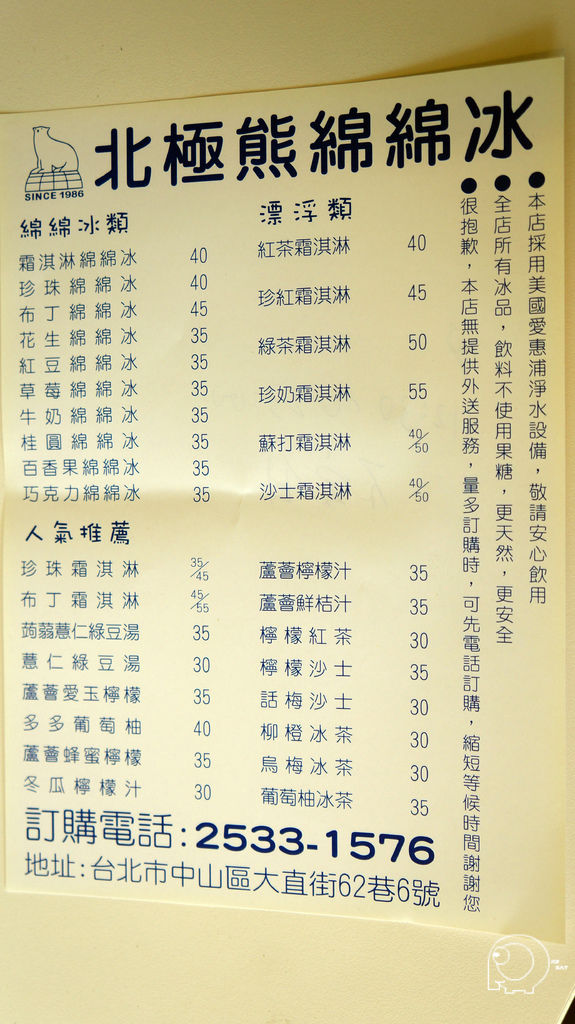 SINCE 1986
北極熊綿綿冰
綿綿冰類
霜淇淋綿綿冰 40
珍珠綿綿冰 40
布丁綿綿冰 45
花生綿綿冰 35
紅豆綿綿冰 35
草莓綿綿冰 35
牛奶綿綿冰 35
桂圓綿綿冰 35
百香果綿綿冰 35
巧克力綿綿冰 35
漂浮類
紅茶霜淇淋 40
珍紅霜淇淋 45
綠茶霜淇淋 50
珍奶霜淇淋 55
蘇打霜淇淋 40/50
沙士霜淇淋 40/50
人氣推薦
珍珠霜淇淋 35/45
布丁霜淇淋 45/55
蒟蒻薏仁綠豆湯 35
薏仁綠豆湯 30
蘆薈愛玉檸檬 35
多多葡萄柚 40
蘆薈蜂蜜檸檬 35
冬瓜檸檬汁 30
蘆薈檸檬汁 35
蘆薈鮮桔汁 35
檸檬紅茶 30
檸檬沙士 35
話梅沙士 30
柳橙冰茶 30
烏梅冰茶 30
葡萄柚冰茶 35
●本店採用美國愛惠浦淨水設備，敬請安心飲用
●全店所有冰品，飲料不使用果糖，更天然，更安全
●很抱歉，本店無提供外送服務，量多訂購時，可先電話訂購，縮短等候時間謝謝您
訂購電話：2533-1576
地址：台北市中山區大直街62巷6號